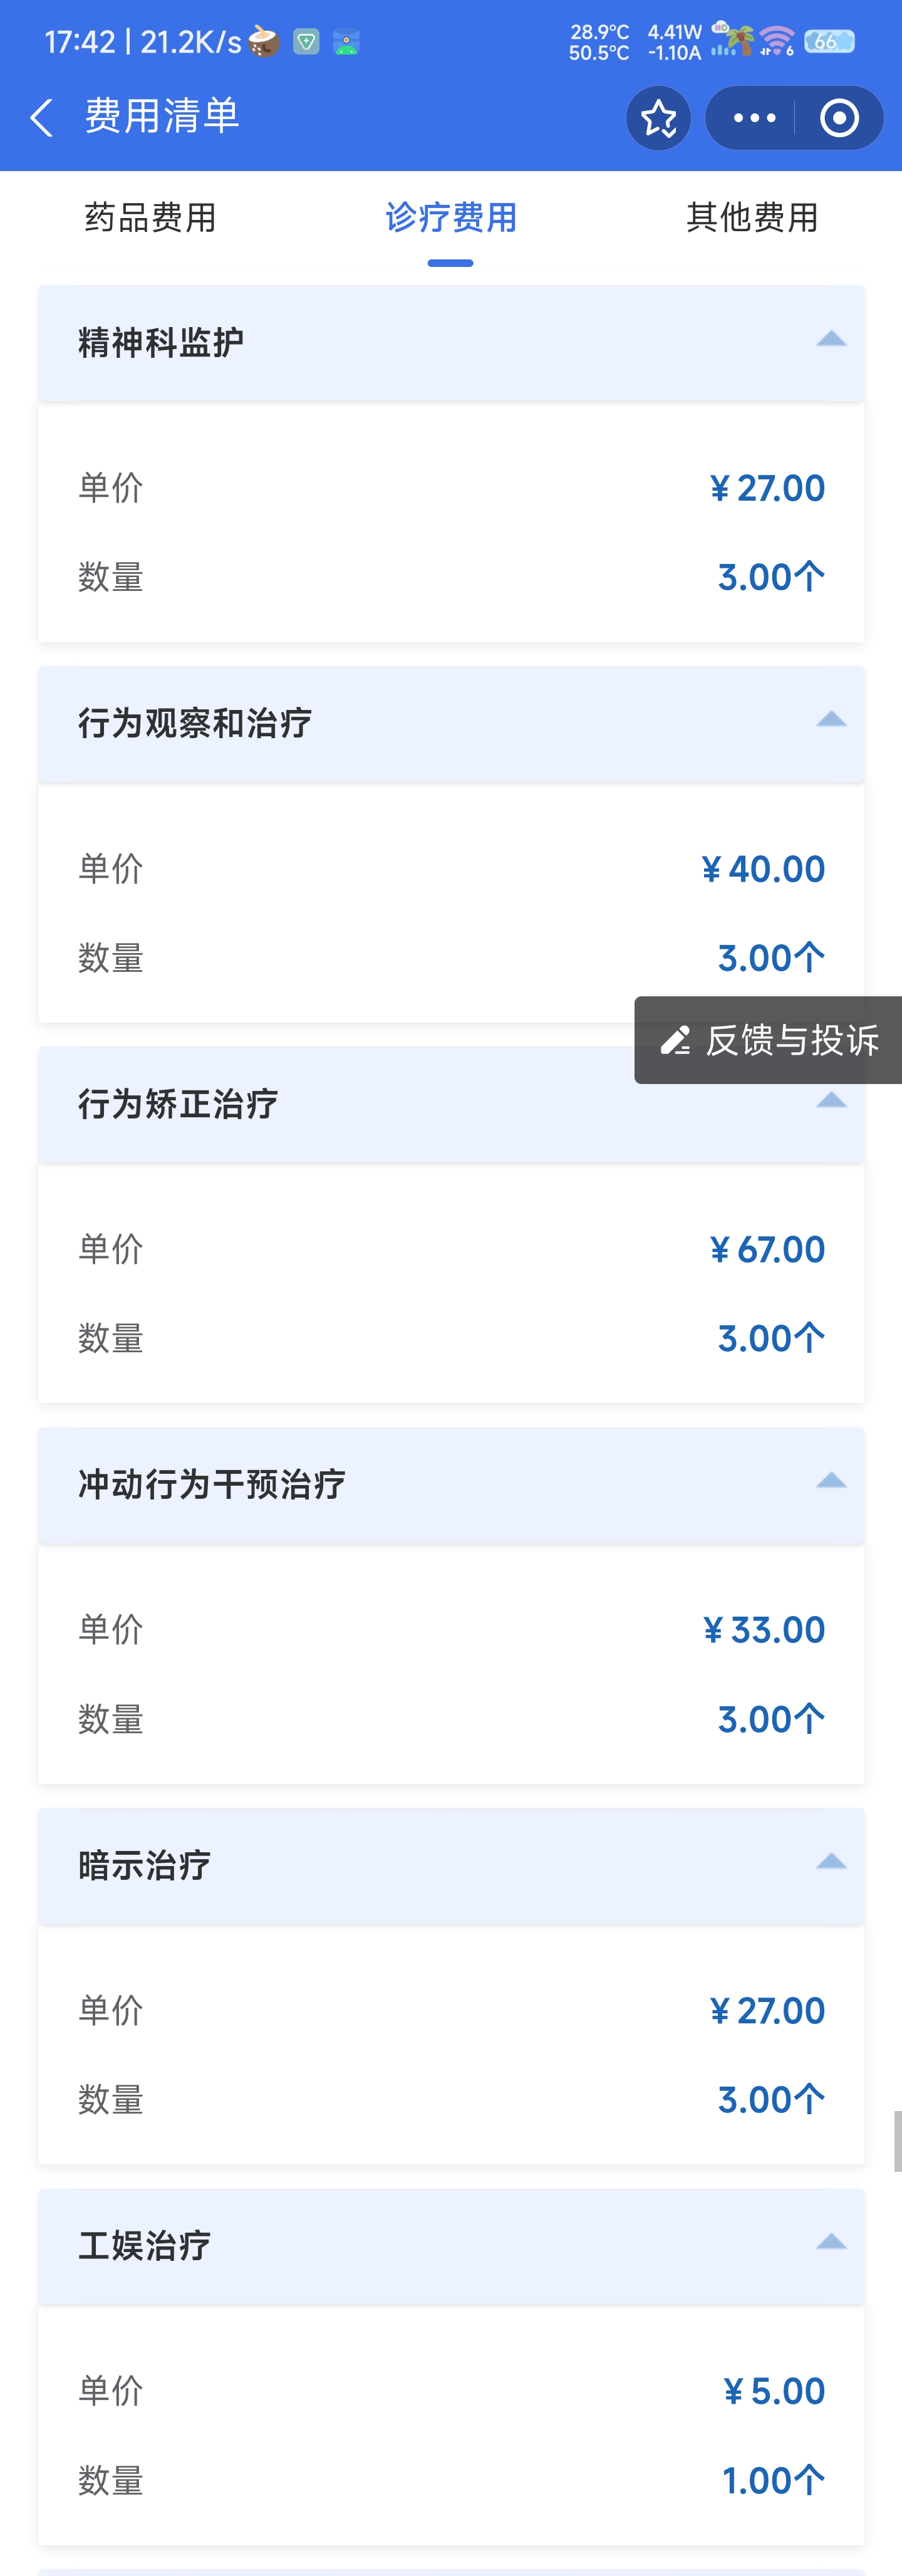 17:42 | 21.2K/s
28.9°C 4.41W
50.5°C -1.10A
HD
6
66
费用清单
药品费用 诊疗费用 其他费用
精神科监护
单价 ¥ 27.00
数量 3.00个
行为观察和治疗
单价 ¥ 40.00
数量 3.00个
反馈与投诉
行为矫正治疗
单价 ¥ 67.00
数量 3.00个
冲动行为干预治疗
单价 ¥ 33.00
数量 3.00个
暗示治疗
单价 ¥ 27.00
数量 3.00个
工娱治疗
单价 ¥ 5.00
数量 1.00个